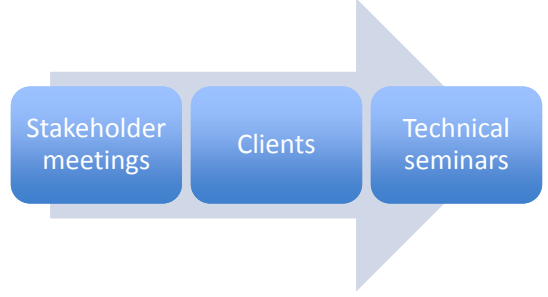 Stakeholder
meetings
Clients
Technical
seminars